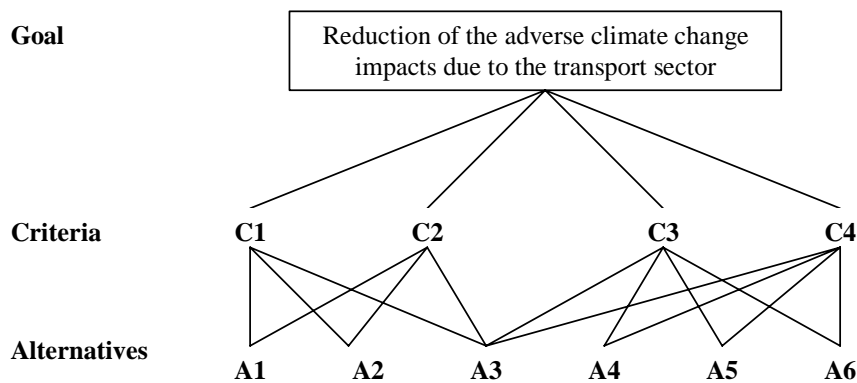 Goal
Reduction of the adverse climate change
impacts due to the transport sector
Criteria C1 C2 C3 C4
Alternatives A1 A2 A3 A4 A5 A6